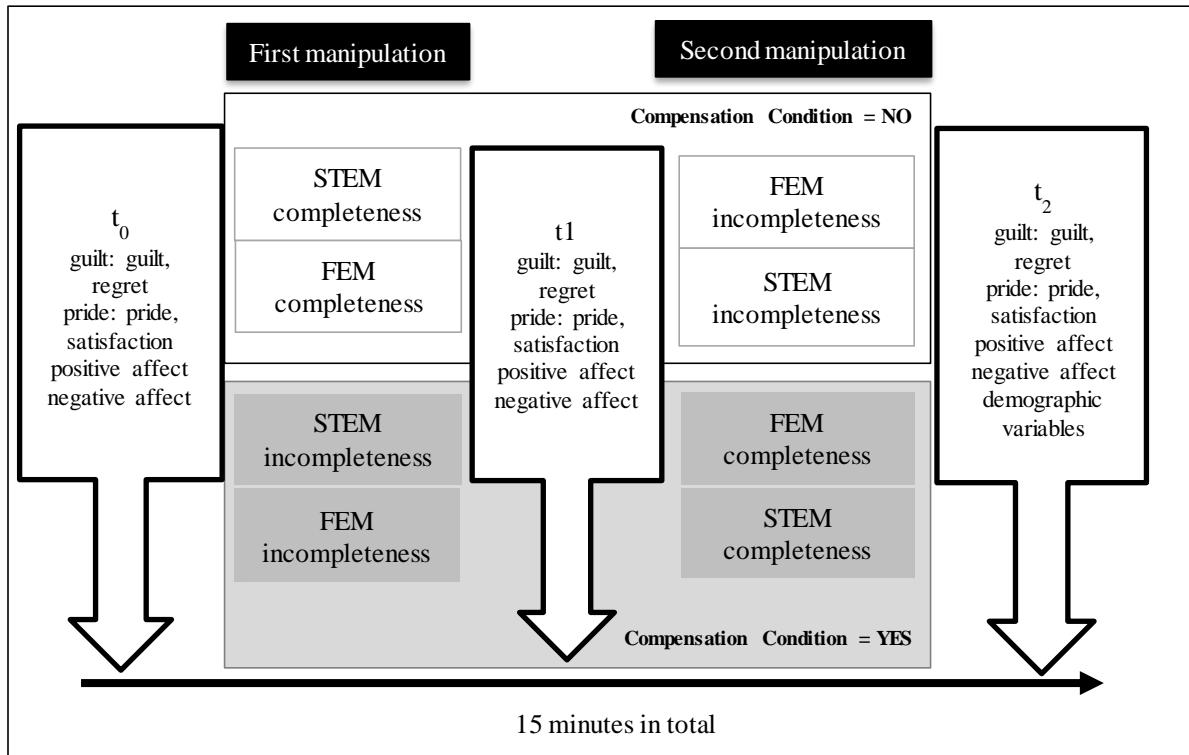 First manipulation
Second manipulation
Compensation Condition = NO
t0
guilt: guilt,
regret
pride: pride,
satisfaction
positive affect
negative affect
STEM
completeness
FEM
completeness
t1
guilt: guilt,
regret
pride: pride,
satisfaction
positive affect
negative affect
FEM
incompleteness
STEM
incompleteness
t2
guilt: guilt,
regret
pride: pride,
satisfaction
positive affect
negative affect
demographic
variables
STEM
incompleteness
FEM
incompleteness
FEM
completeness
STEM
completeness
Compensation Condition = YES
15 minutes in total